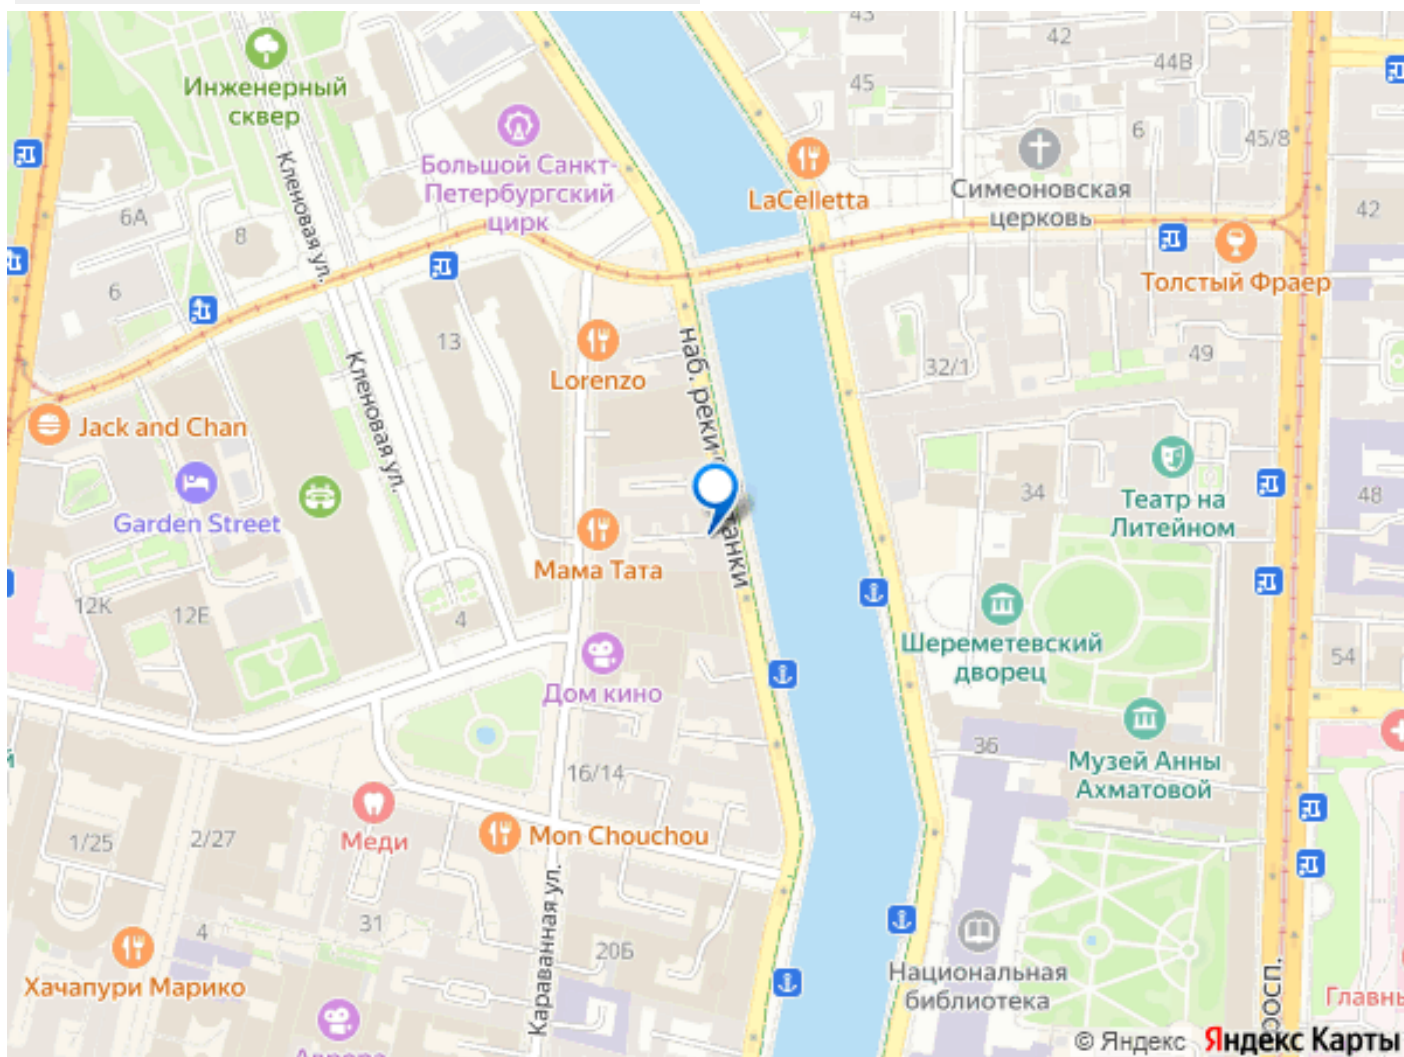 43
42
44В
45
Инженерный
сквер
6
45/8
Большой Санкт-
Петербургский
цирк
Кленовая ул.
Симеоновская
церковь
LaCelletta
42
6А
8
Толстый Фраер
6
13
наб. реки
49
32/1
Lorenzo
Кленовая ул.
Jack and Chan
34
48
Театр на
Литейном
Garden Street
Мама Тата
танки
12К
12Е
4
Шереметевский
дворец
54
Дом кино
36
Музей Анны
Ахматовой
16/14
1/25
2/27
Меди
Mon Chouchou
31
4
Караванная ул.
20Б
Хачапури Марико
Национальная
библиотека
росп.
Главны
Аврора
© Яндекс Яндекс Карты